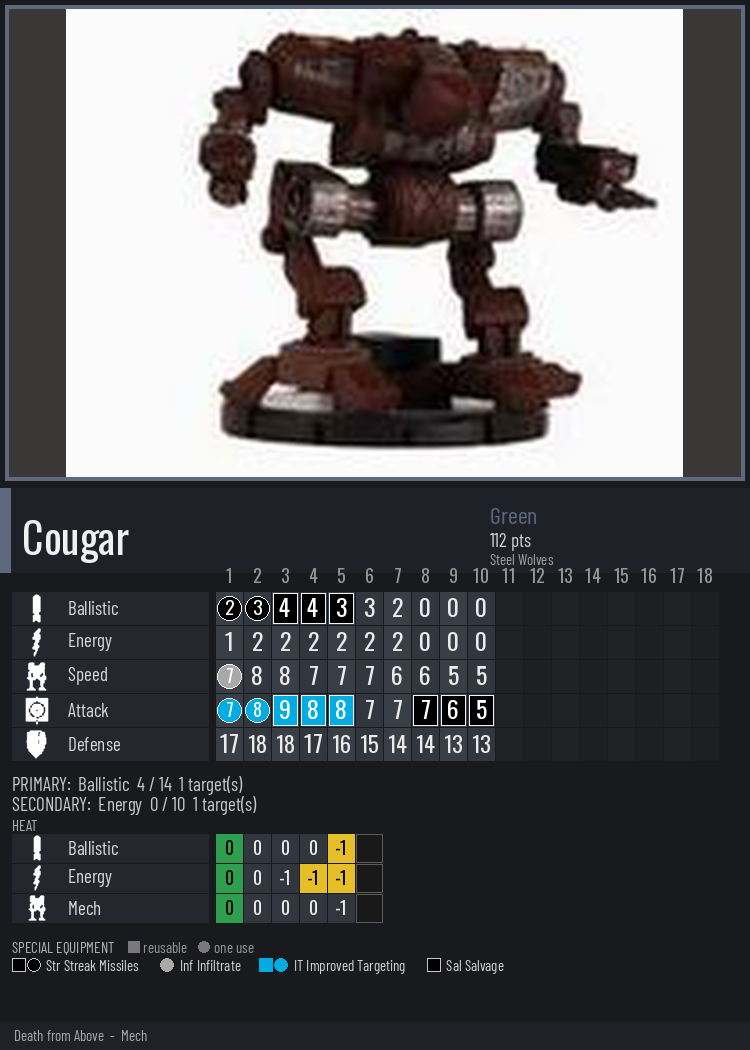 Cougar
Green
112 pts
Steel Wolves
1 2 3 4 5 6 7 8 9 10 11 12 13 14 15 16 17 18
Ballistic 2 3 4 4 3 3 2 0 0 0
Energy 1 2 2 2 2 2 2 0 0 0
Speed 7 8 8 7 7 7 6 6 5 5
Attack 7 8 9 8 8 7 7 7 6 5
Defense 17 18 18 17 16 15 14 14 13 13
PRIMARY: Ballistic 4 / 14 1 target(s)
SECONDARY: Energy 0 / 10 1 target(s)
HEAT
Ballistic 0 0 0 0 -1
Energy 0 0 -1 -1 -1
Mech 0 0 0 0 -1
SPECIAL EQUIPMENT reusable one use
Str Streak Missiles Inf Infiltrate IT Improved Targeting Sal Salvage
Death from Above - Mech